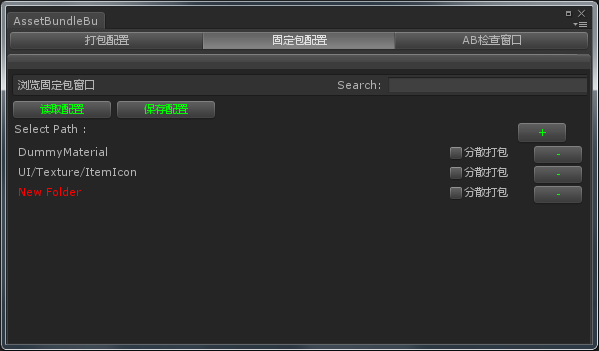 AssetBundleBu
打包配置 固定包配置 AB检查窗口
浏览固定包窗口 Search:
读取配置 保存配置
Select Path : +
DummyMaterial 分散打包 -
UI/Texture/ItemIcon 分散打包 -
New Folder 分散打包 -